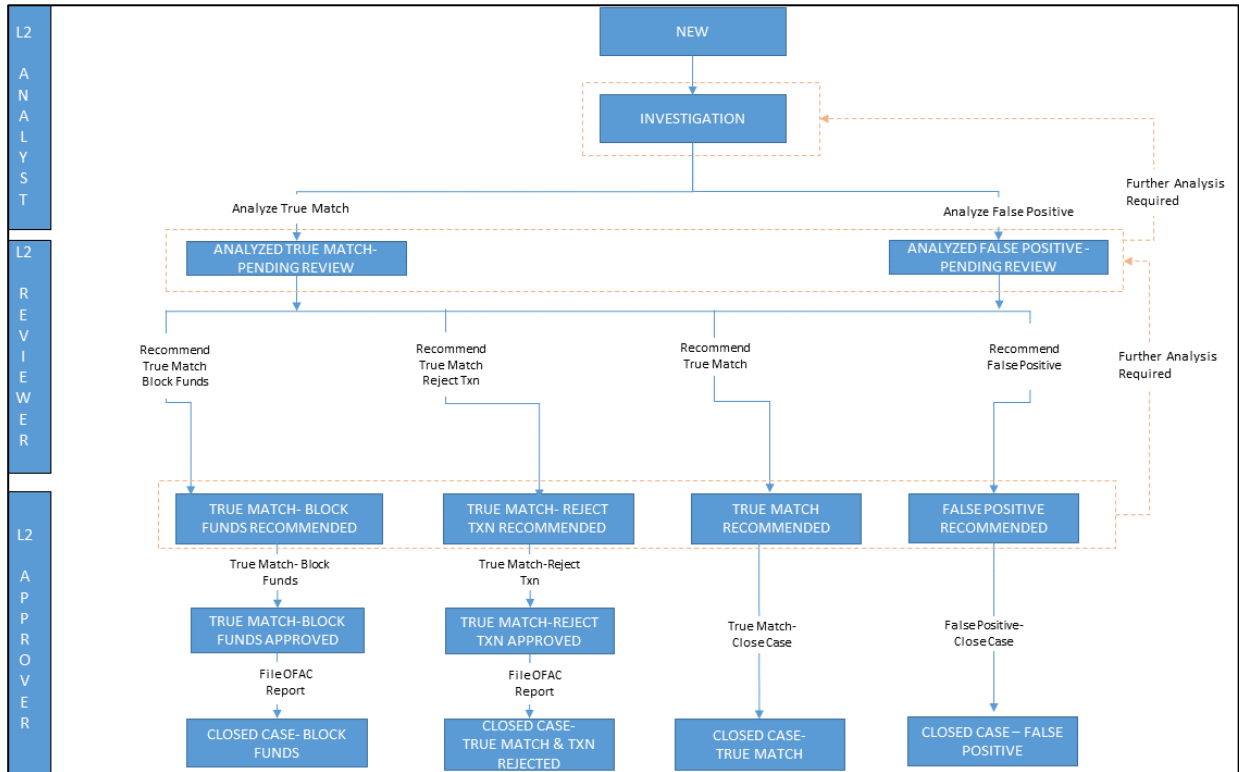 L2
A
N
A
L
Y
S
T
NEW
INVESTIGATION
Further Analysis
Required
Analyze True Match
Analyze False Positive
L2
R
E
V
I
E
W
E
R
ANALYZED TRUE MATCH-
PENDING REVIEW
ANALYZED FALSE POSITIVE -
PENDING REVIEW
Recommend
True Match
Block Funds
Recommend
True Match
Reject Txn
Recommend
True Match
Recommend
False Positive
Further Analysis
Required
L2
A
P
P
R
O
V
E
R
TRUE MATCH- BLOCK
FUNDS RECOMMENDED
TRUE MATCH- REJECT
TXN RECOMMENDED
TRUE MATCH
RECOMMENDED
FALSE POSITIVE
RECOMMENDED
True Match- Block
Funds
True Match-Reject
Txn
TRUE MATCH-BLOCK
FUNDS APPROVED
TRUE MATCH-REJECT
TXN APPROVED
True Match-
Close Case
False Positive-
Close Case
File OFAC
Report
File OFAC
Report
CLOSED CASE- BLOCK
FUNDS
CLOSED CASE-
TRUE MATCH & TXN
REJECTED
CLOSED CASE-
TRUE MATCH
CLOSED CASE – FALSE
POSITIVE